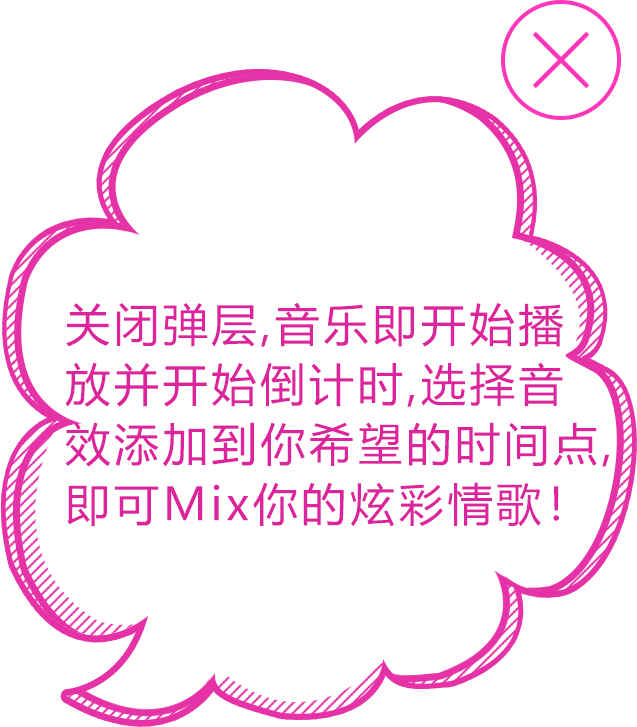 关闭弹层,音乐即开始播
放并开始倒计时,选择音
效添加到你希望的时间点,
即可Mix你的炫彩情歌！